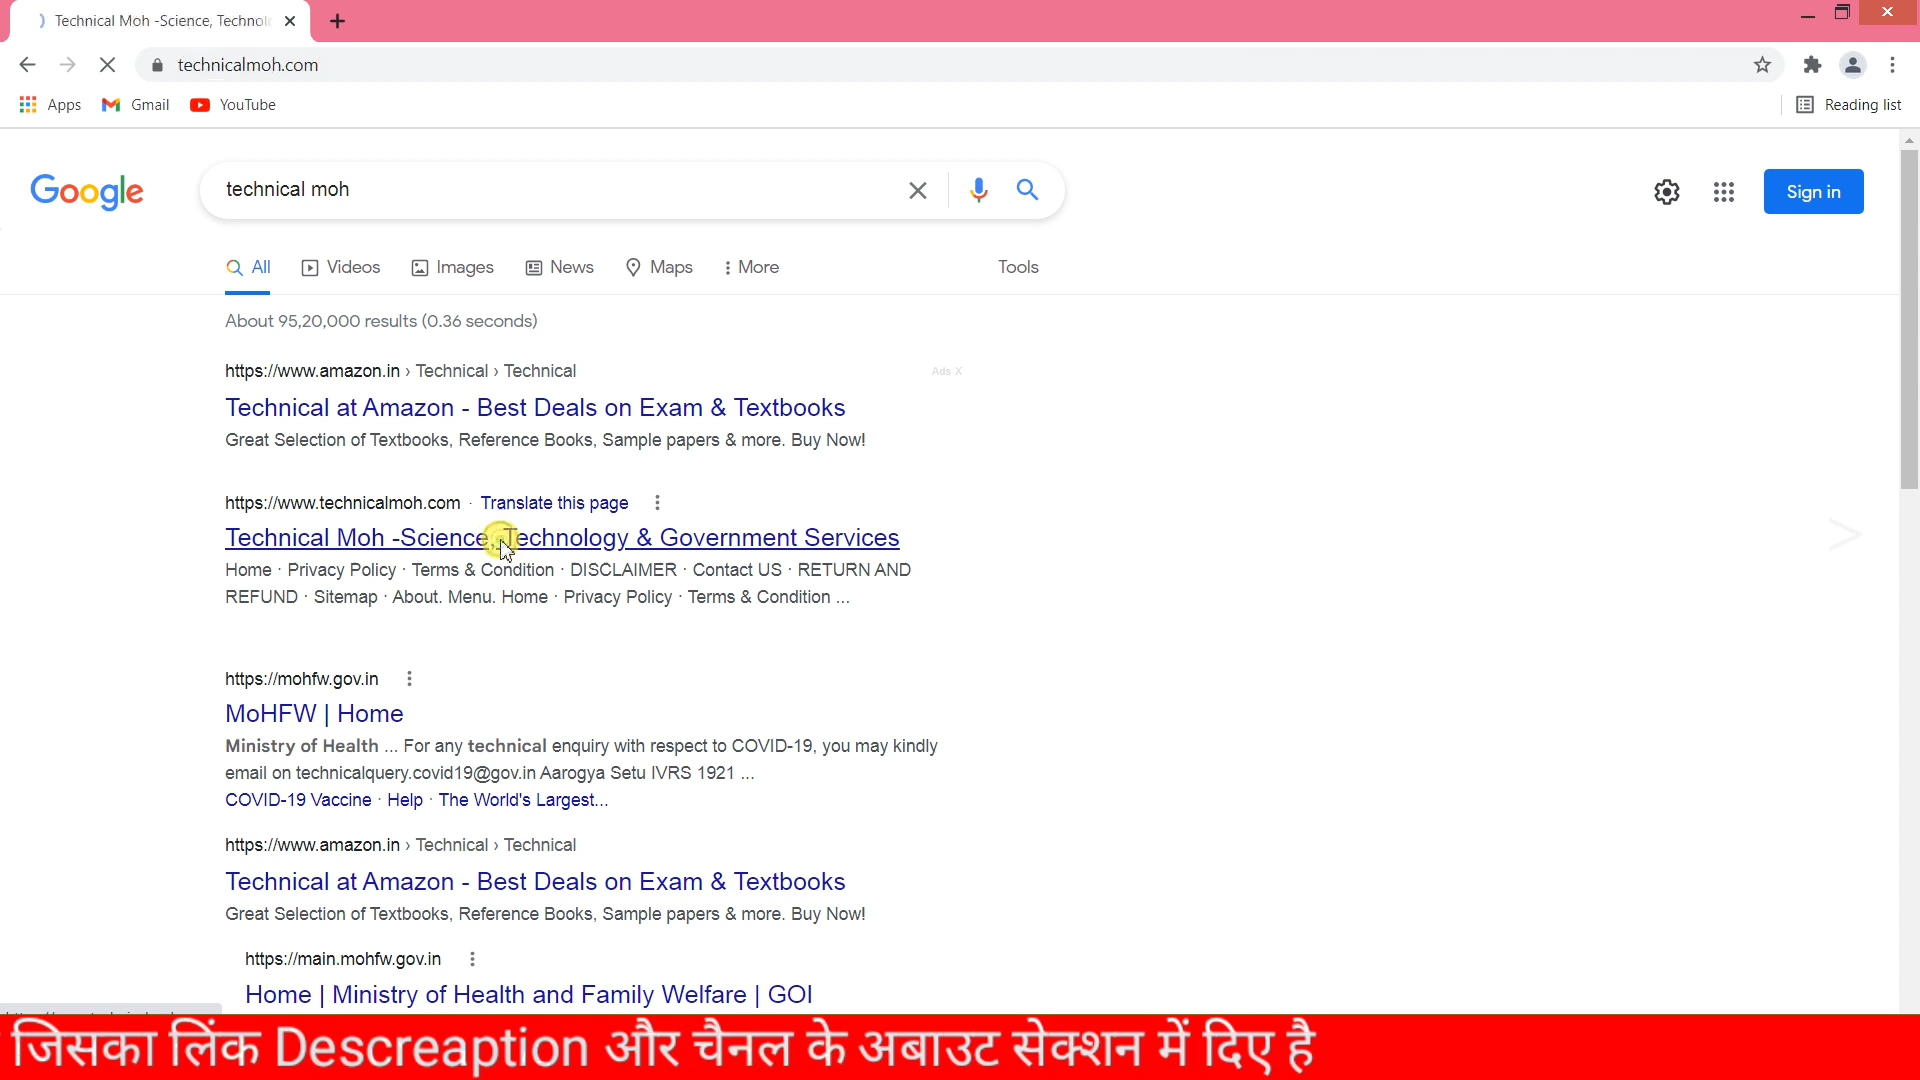 Technical Moh -Science, Technol
technicalmoh.com
Apps
Gmail
YouTube
Reading list
Google
technical moh
Sign in
All
Videos
Images
News
Maps
More
Tools
About 95,20,000 results (0.36 seconds)
https://www.amazon.in › Technical › Technical
Ads X
Technical at Amazon - Best Deals on Exam & Textbooks
Great Selection of Textbooks, Reference Books, Sample papers & more. Buy Now!
https://www.technicalmoh.com · Translate this page
Technical Moh -Science, Technology & Government Services
Home · Privacy Policy · Terms & Condition · DISCLAIMER · Contact US · RETURN AND
REFUND · Sitemap · About. Menu. Home · Privacy Policy · Terms & Condition ...
https://mohfw.gov.in
MoHFW | Home
Ministry of Health ... For any technical enquiry with respect to COVID-19, you may kindly
email on technicalquery.covid19@gov.in Aarogya Setu IVRS 1921 ...
COVID-19 Vaccine · Help · The World's Largest...
https://www.amazon.in › Technical › Technical
Technical at Amazon - Best Deals on Exam & Textbooks
Great Selection of Textbooks, Reference Books, Sample papers & more. Buy Now!
https://main.mohfw.gov.in
Home | Ministry of Health and Family Welfare | GOI
जिसका लिंक Descreaption और चैनल के अबाउट सेक्शन में दिए है